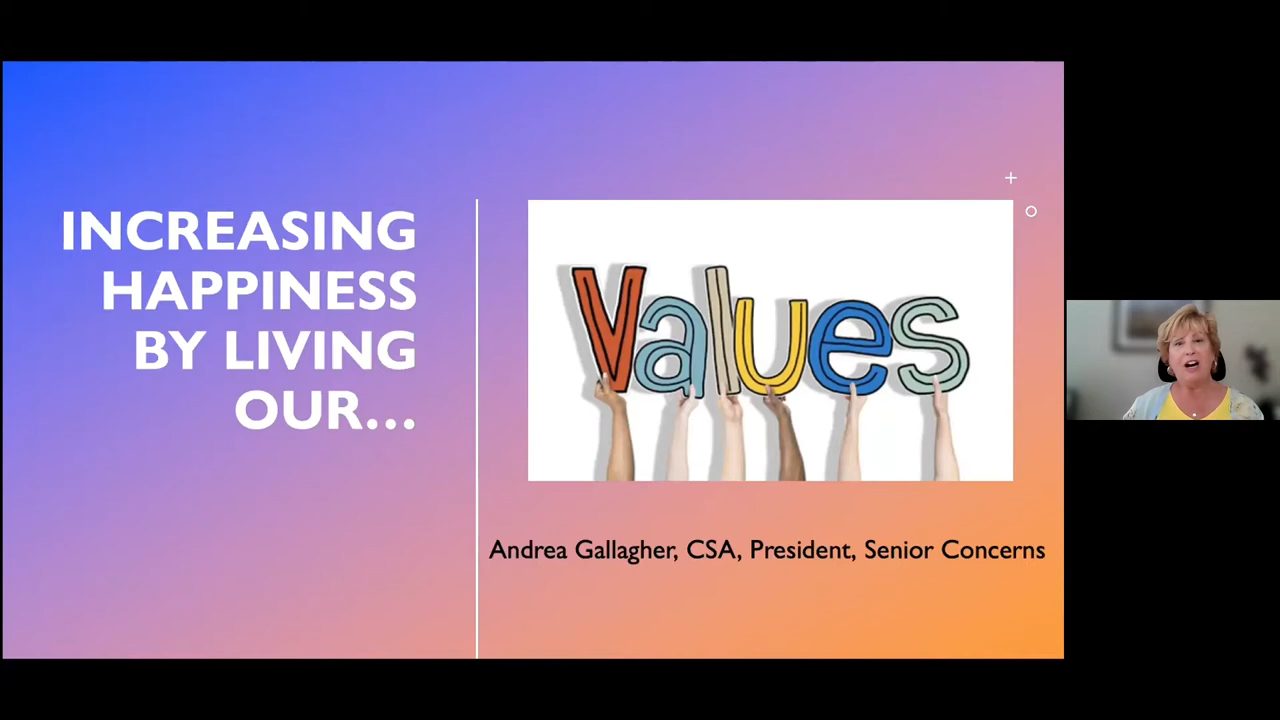 INCREASING
HAPPINESS
BY LIVING
OUR...
Values
Andrea Gallagher, CSA, President, Senior Concerns